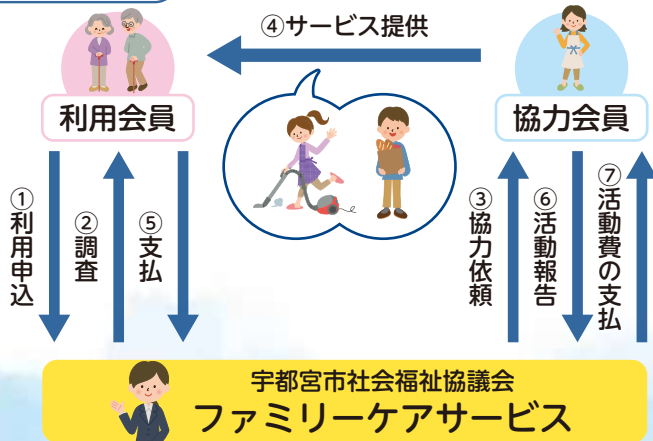 ④サービス提供
利用会員
協力会員
①利用申込
②調査
⑤支払
③協力依頼
⑥活動報告
⑦活動費の支払
宇都宮市社会福祉協議会
ファミリーケアサービス